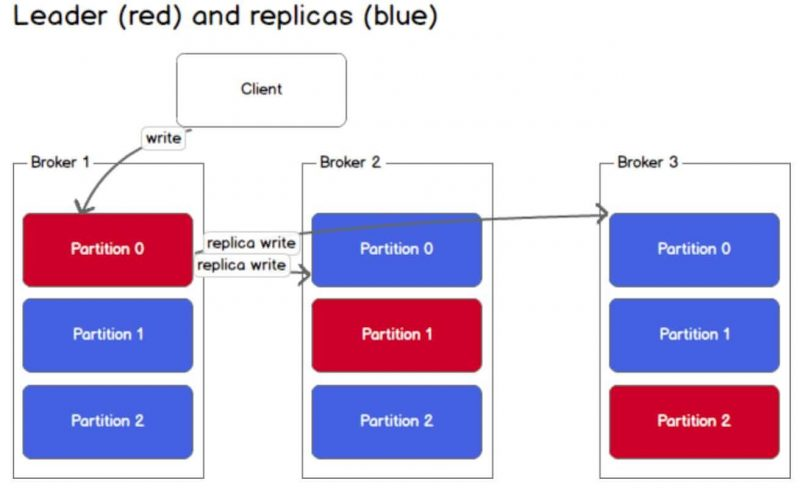 Leader (red) and replicas (blue)
Client
write
Broker 1
Broker 2
Broker 3
Partition 0
replica write
replica write
Partition 0
Partition 0
Partition 1
Partition 1
Partition 1
Partition 2
Partition 2
Partition 2